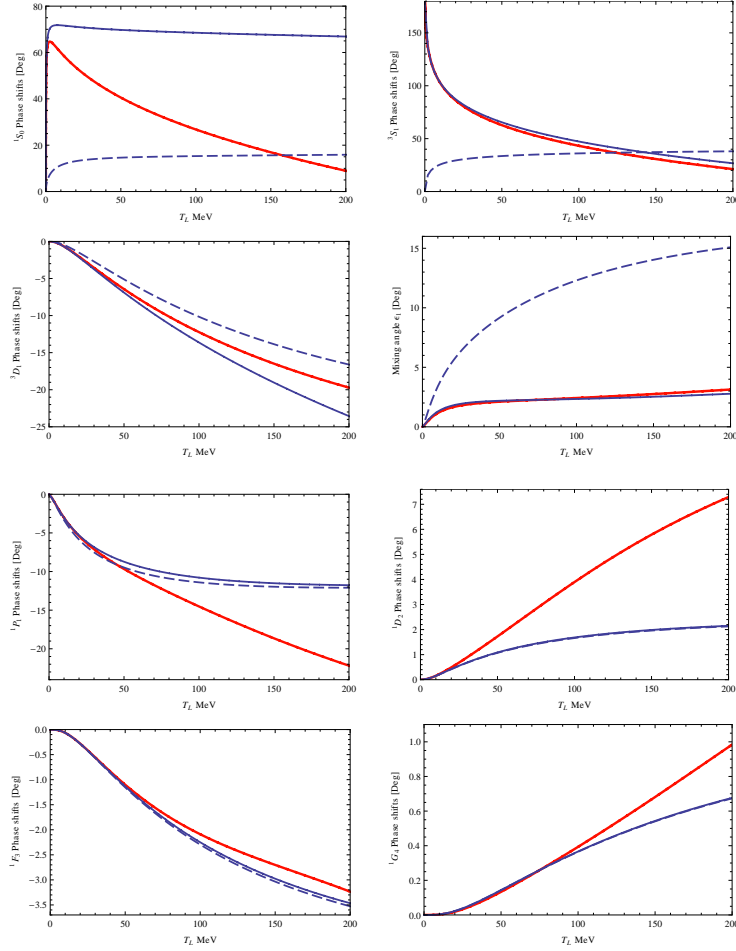 80
60
40
20
0
¹S₀ Phase shifts [Deg]
0 50 100 150 200
T_L MeV
150
100
50
0
³S₁ Phase shifts [Deg]
0 50 100 150 200
T_L MeV
0
−5
−10
−15
−20
−25
³D₁ Phase shifts [Deg]
0 50 100 150 200
T_L MeV
15
10
5
0
Mixing angle ϵ₁ [Deg]
0 50 100 150 200
T_L MeV
0
−5
−10
−15
−20
¹P₁ Phase shifts [Deg]
0 50 100 150 200
T_L MeV
7
6
5
4
3
2
1
0
¹D₂ Phase shifts [Deg]
0 50 100 150 200
T_L MeV
0.0
−0.5
−1.0
−1.5
−2.0
−2.5
−3.0
−3.5
¹F₃ Phase shifts [Deg]
0 50 100 150 200
T_L MeV
1.0
0.8
0.6
0.4
0.2
0.0
¹G₄ Phase shifts [Deg]
0 50 100 150 200
T_L MeV